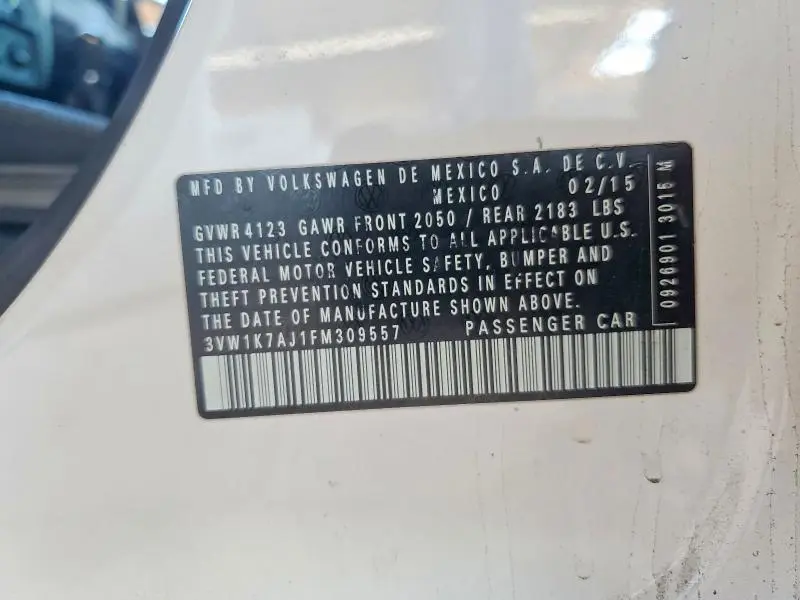 MFD BY VOLKSWAGEN DE MEXICO S.A. DE C.V.
MEXICO 02/15
GVWR 4123 GAWR FRONT 2050 / REAR 2183 LBS
THIS VEHICLE CONFORMS TO ALL APPLICABLE U.S.
FEDERAL MOTOR VEHICLE SAFETY, BUMPER AND
THEFT PREVENTION STANDARDS IN EFFECT ON
THE DATE OF MANUFACTURE SHOWN ABOVE.
3VW1K7AJ1FM309557 PASSENGER CAR
0926901 3016 M